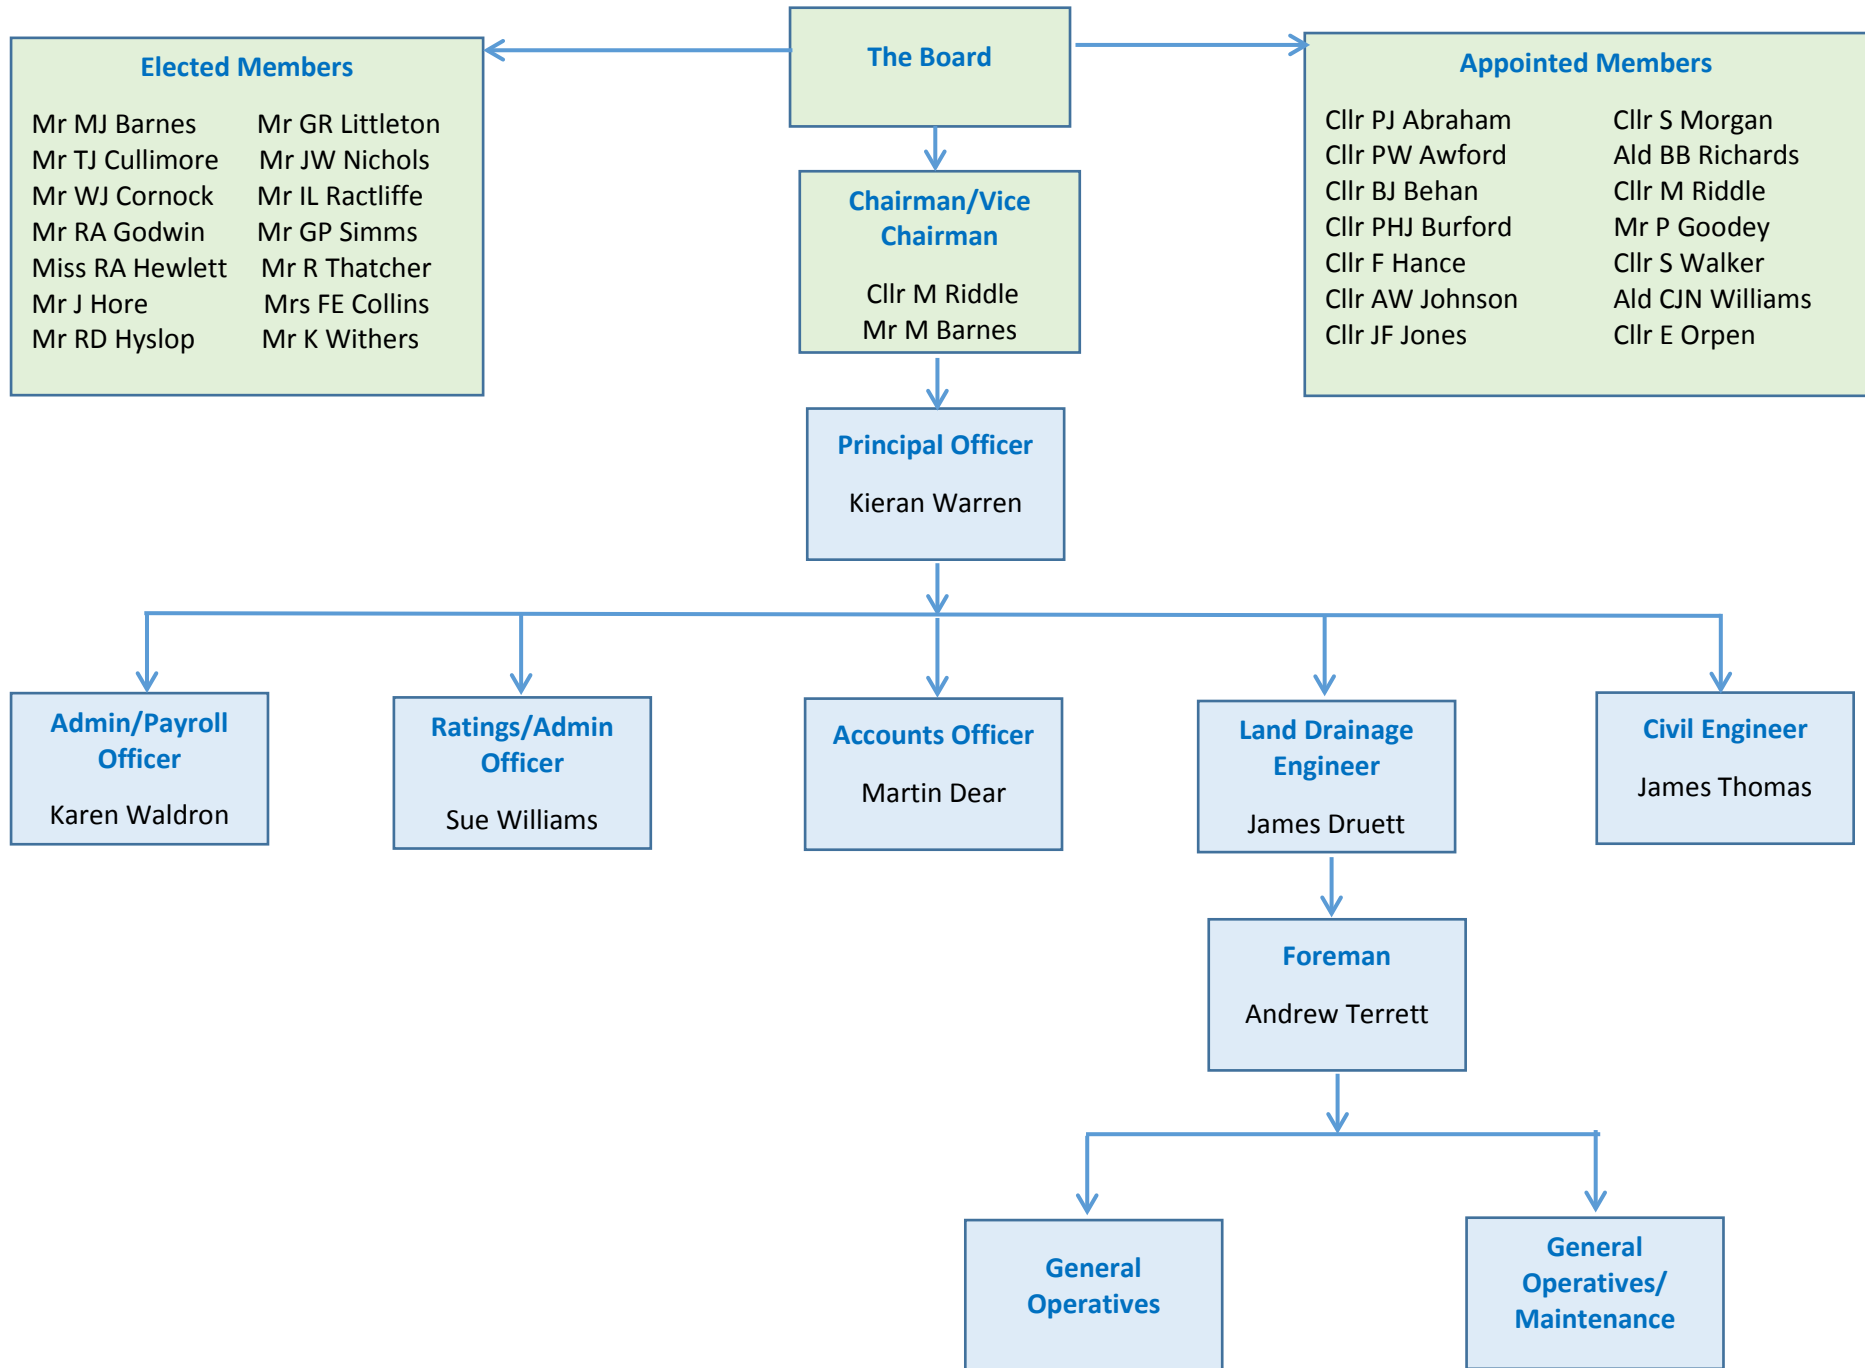 The Board
Elected Members
Mr MJ Barnes Mr GR Littleton
Mr TJ Cullimore Mr JW Nichols
Mr WJ Cornock Mr IL Ractliffe
Mr RA Godwin Mr GP Simms
Miss RA Hewlett Mr R Thatcher
Mr J Hore Mrs FE Collins
Mr RD Hyslop Mr K Withers
Appointed Members
Cllr PJ Abraham Cllr S Morgan
Cllr PW Awford Ald BB Richards
Cllr BJ Behan Cllr M Riddle
Cllr PHJ Burford Mr P Goodey
Cllr F Hance Cllr S Walker
Cllr AW Johnson Ald CJN Williams
Cllr JF Jones Cllr E Orpen
Chairman/Vice
Chairman
Cllr M Riddle
Mr M Barnes
Principal Officer
Kieran Warren
Admin/Payroll
Officer
Karen Waldron
Ratings/Admin
Officer
Sue Williams
Accounts Officer
Martin Dear
Land Drainage
Engineer
James Druett
Civil Engineer
James Thomas
Foreman
Andrew Terrett
General
Operatives
General
Operatives/
Maintenance